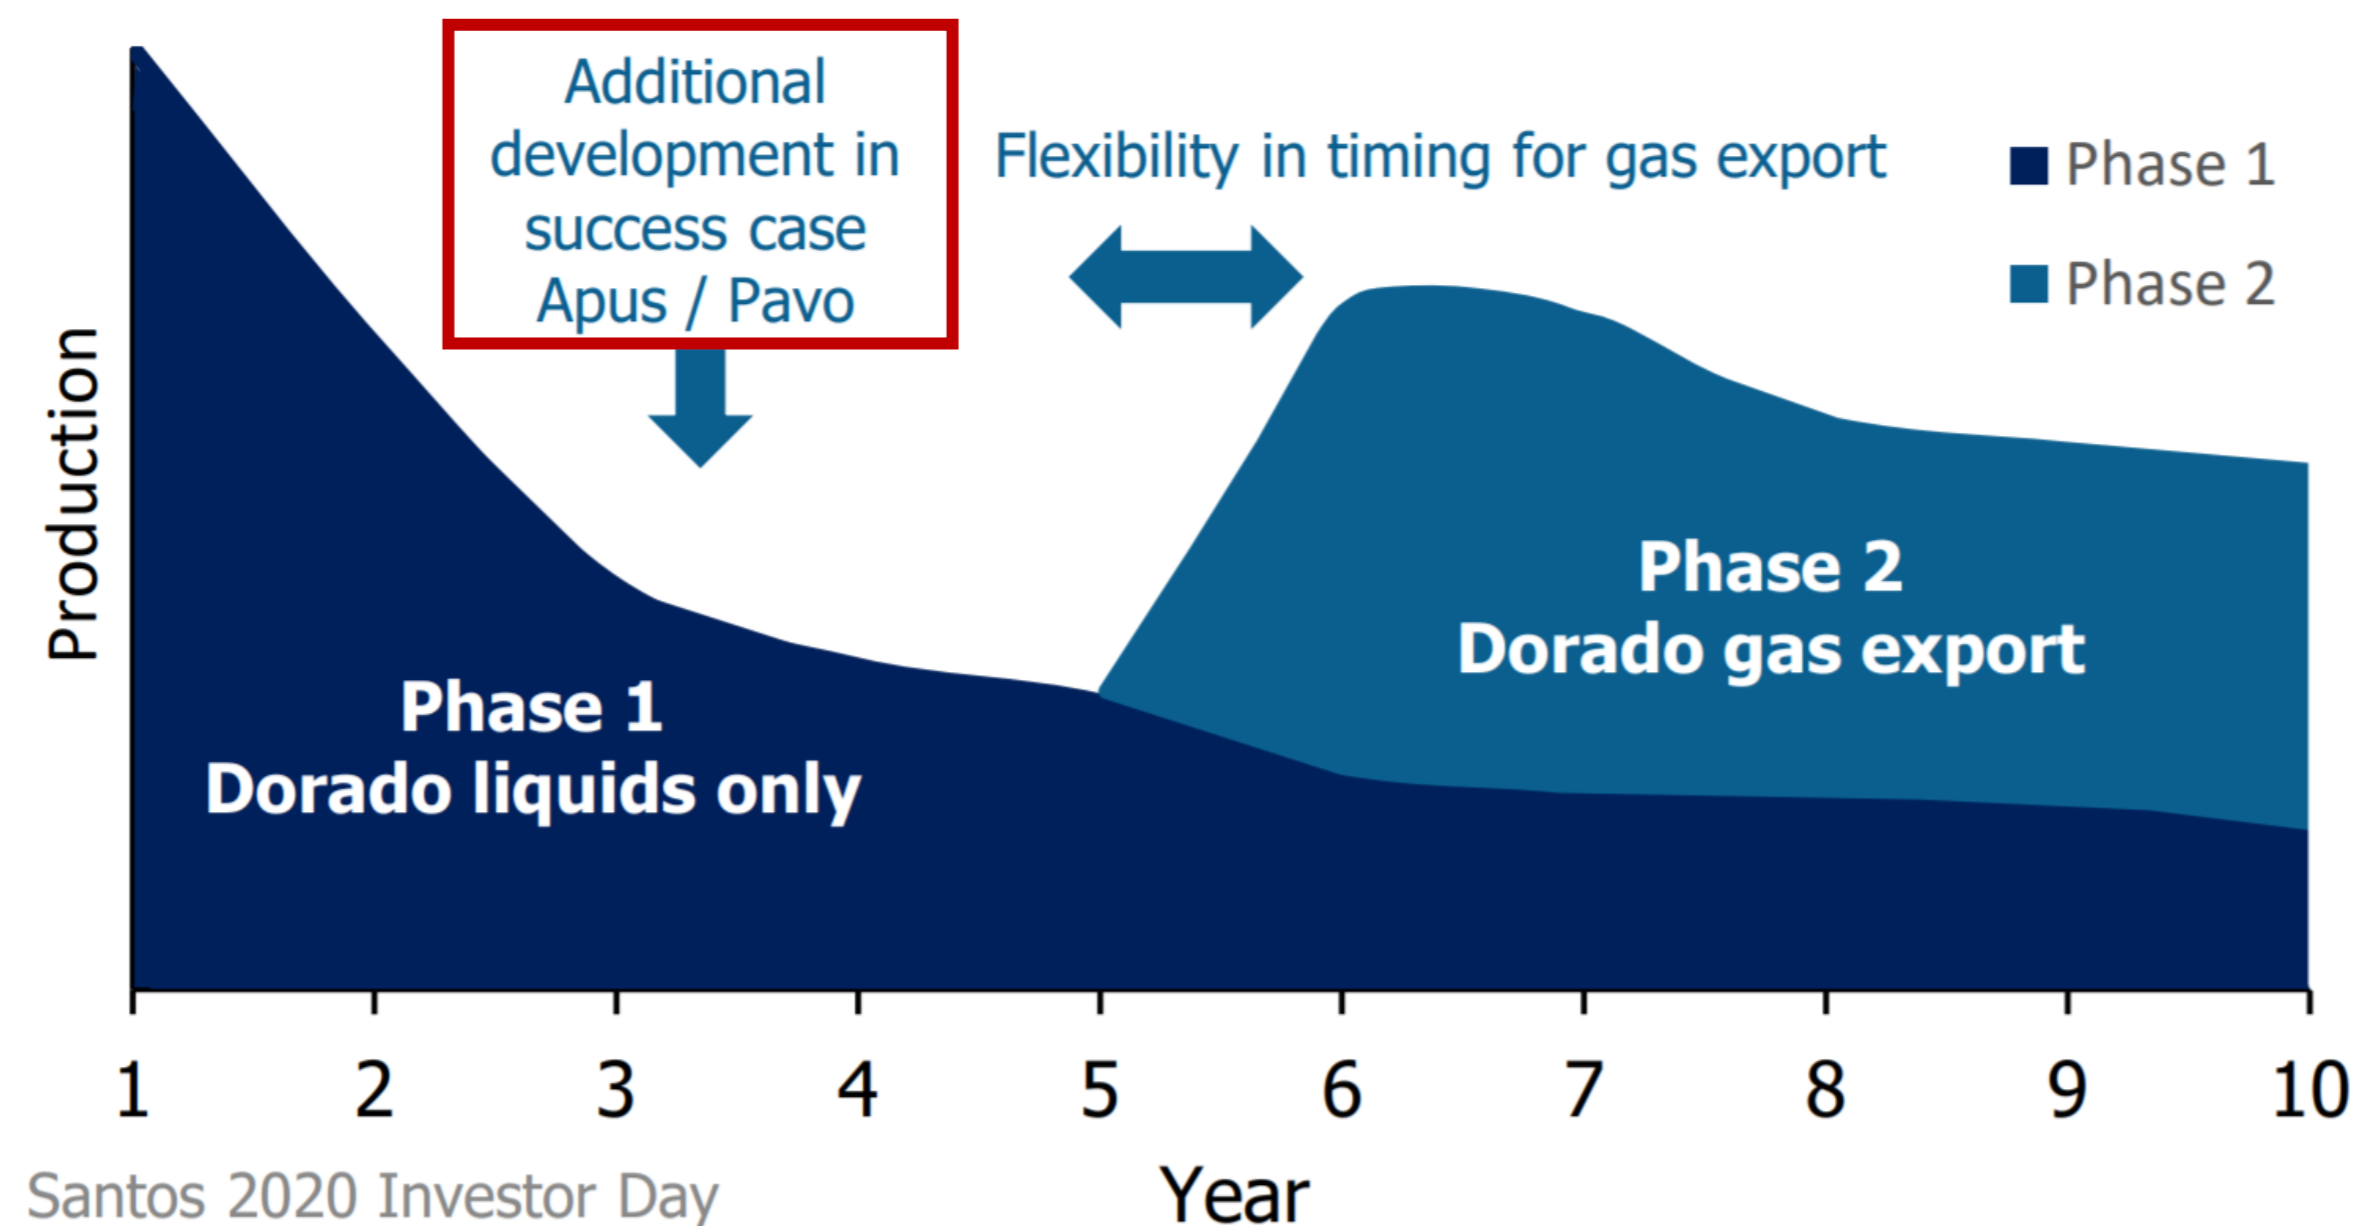 Additional
development in
success case
Apus / Pavo
Flexibility in timing for gas export
Phase 1
Phase 2
Production
Phase 1
Dorado liquids only
Phase 2
Dorado gas export
1 2 3 4 5 6 7 8 9 10
Year
Santos 2020 Investor Day